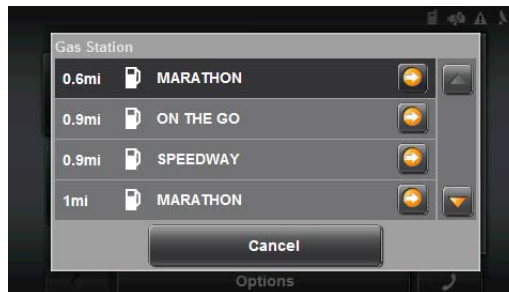 Gas Station
0.6mi MARATHON
0.9mi ON THE GO
0.9mi SPEEDWAY
1mi MARATHON
Cancel
Options